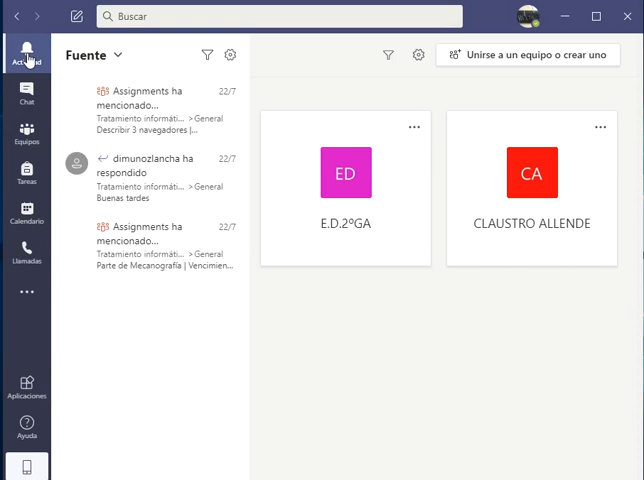 Buscar
Chat
Equipos
Tareas
Calendario
Llamadas
Aplicaciones
Ayuda
Fuente
Assignments ha 22/7
mencionado...
Tratamiento informáti... >General
Describir 3 navegadores |...
dimunozlancha ha 22/7
respondido
Tratamiento informáti... >General
Buenas tardes
Assignments ha 22/7
mencionado...
Tratamiento informáti... >General
Parte de Mecanografía | Vencimien...
Unirse a un equipo o crear uno
ED
E.D.2ºGA
CA
CLAUSTRO ALLENDE